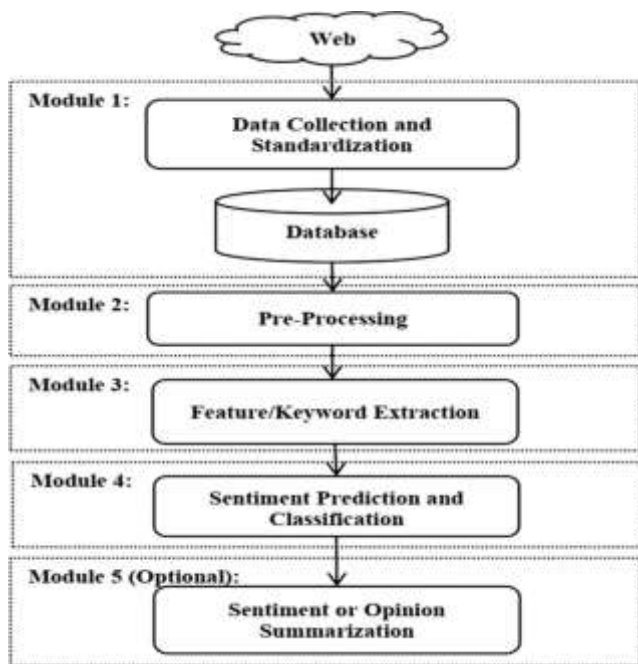 Web
Module 1:
Data Collection and
Standardization
Database
Module 2:
Pre-Processing
Module 3:
Feature/Keyword Extraction
Module 4:
Sentiment Prediction and
Classification
Module 5 (Optional):
Sentiment or Opinion
Summarization